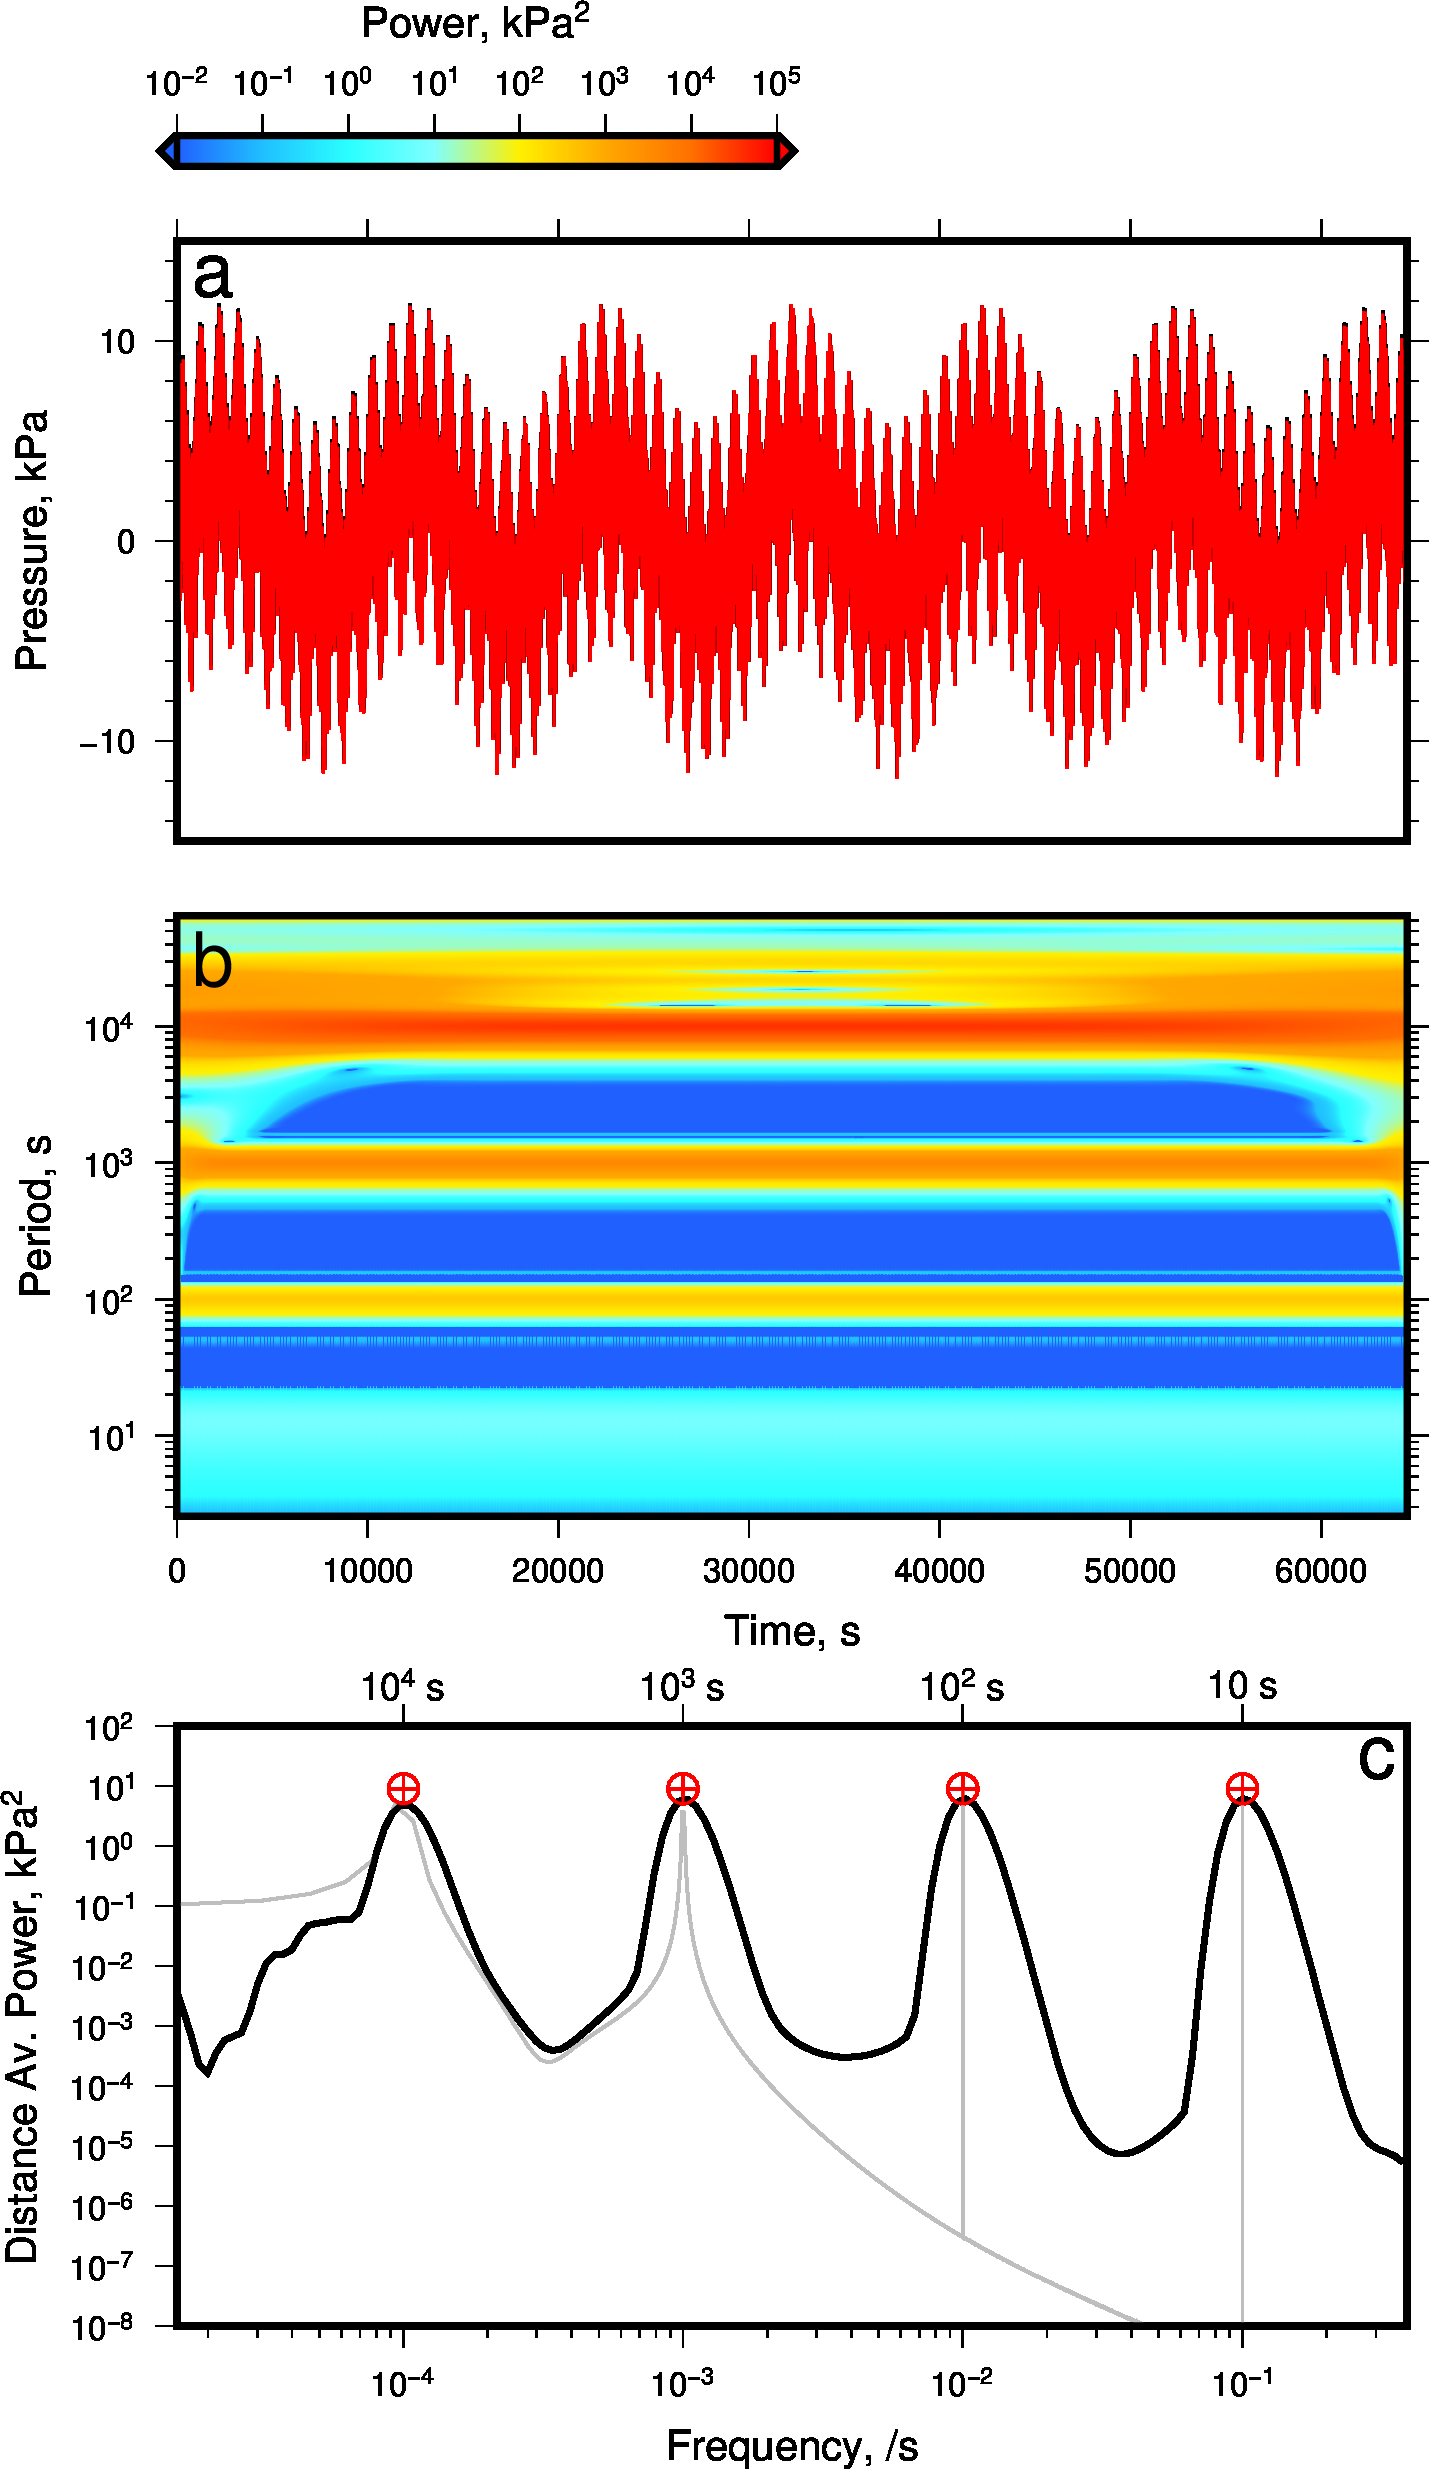 Power, kPa²
10⁻² 10⁻¹ 10⁰ 10¹ 10² 10³ 10⁴ 10⁵
a
10
0
−10
Pressure, kPa
b
10⁴
10³
10²
10¹
Period, s
0 10000 20000 30000 40000 50000 60000
Time, s
10⁴ s 10³ s 10² s 10 s
c
10²
10¹
10⁰
10⁻¹
10⁻²
10⁻³
10⁻⁴
10⁻⁵
10⁻⁶
10⁻⁷
10⁻⁸
Distance Av. Power, kPa²
10⁻⁴ 10⁻³ 10⁻² 10⁻¹
Frequency, /s